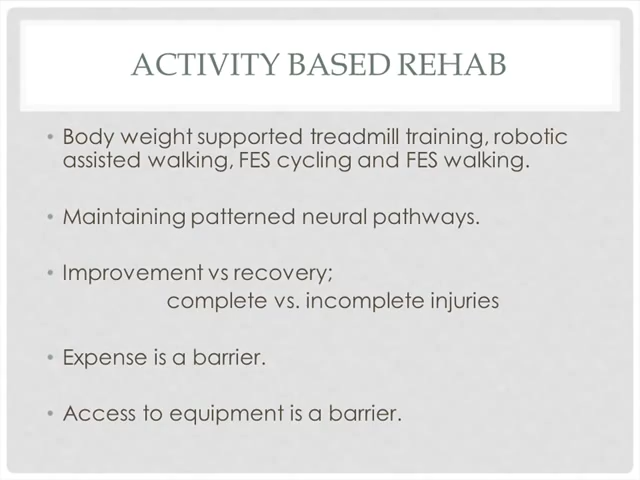 ACTIVITY BASED REHAB
• Body weight supported treadmill training, robotic
assisted walking, FES cycling and FES walking.
• Maintaining patterned neural pathways.
• Improvement vs recovery;
complete vs. incomplete injuries
• Expense is a barrier.
• Access to equipment is a barrier.